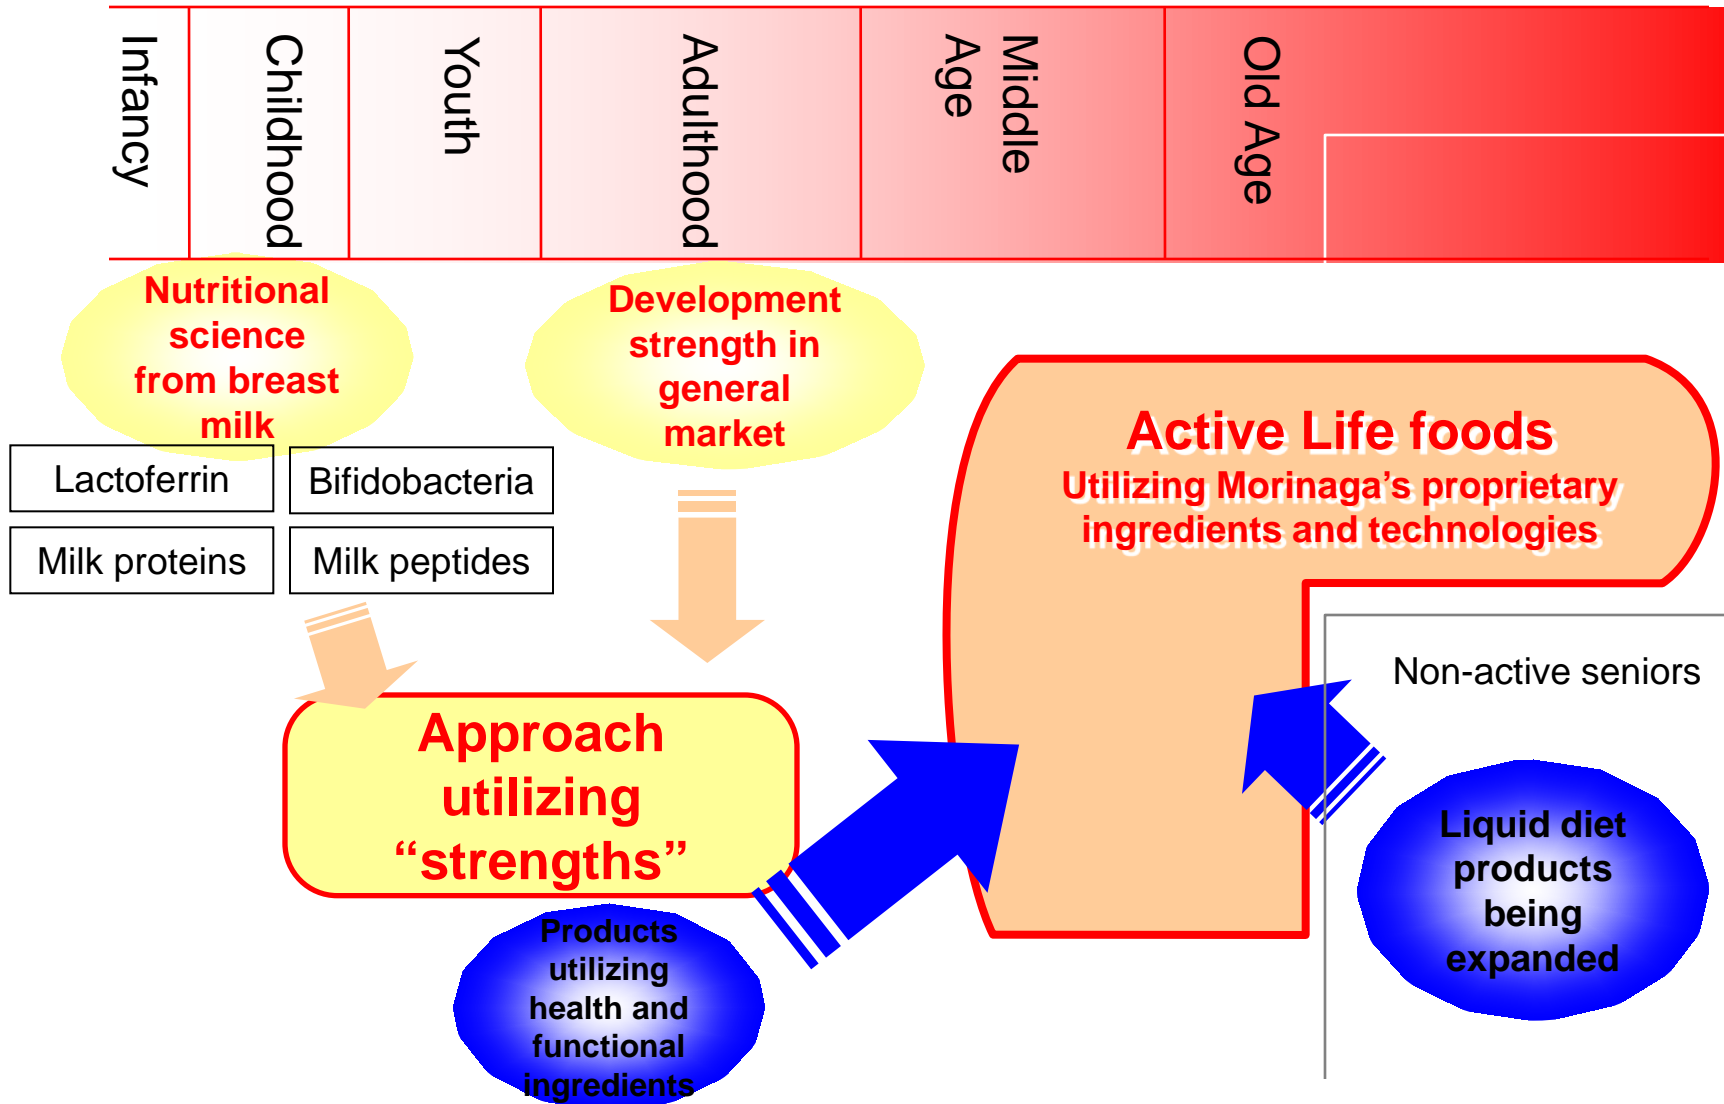 Infancy
Childhood
Youth
Adulthood
Middle
Age
Old Age
Nutritional
science
from breast
milk
Development
strength in
general
market
Lactoferrin
Bifidobacteria
Milk proteins
Milk peptides
Active Life foods
Utilizing Morinaga’s proprietary
ingredients and technologies
Non-active seniors
Approach
utilizing
“strengths”
Liquid diet
products
being
expanded
Products
utilizing
health and
functional
ingredients